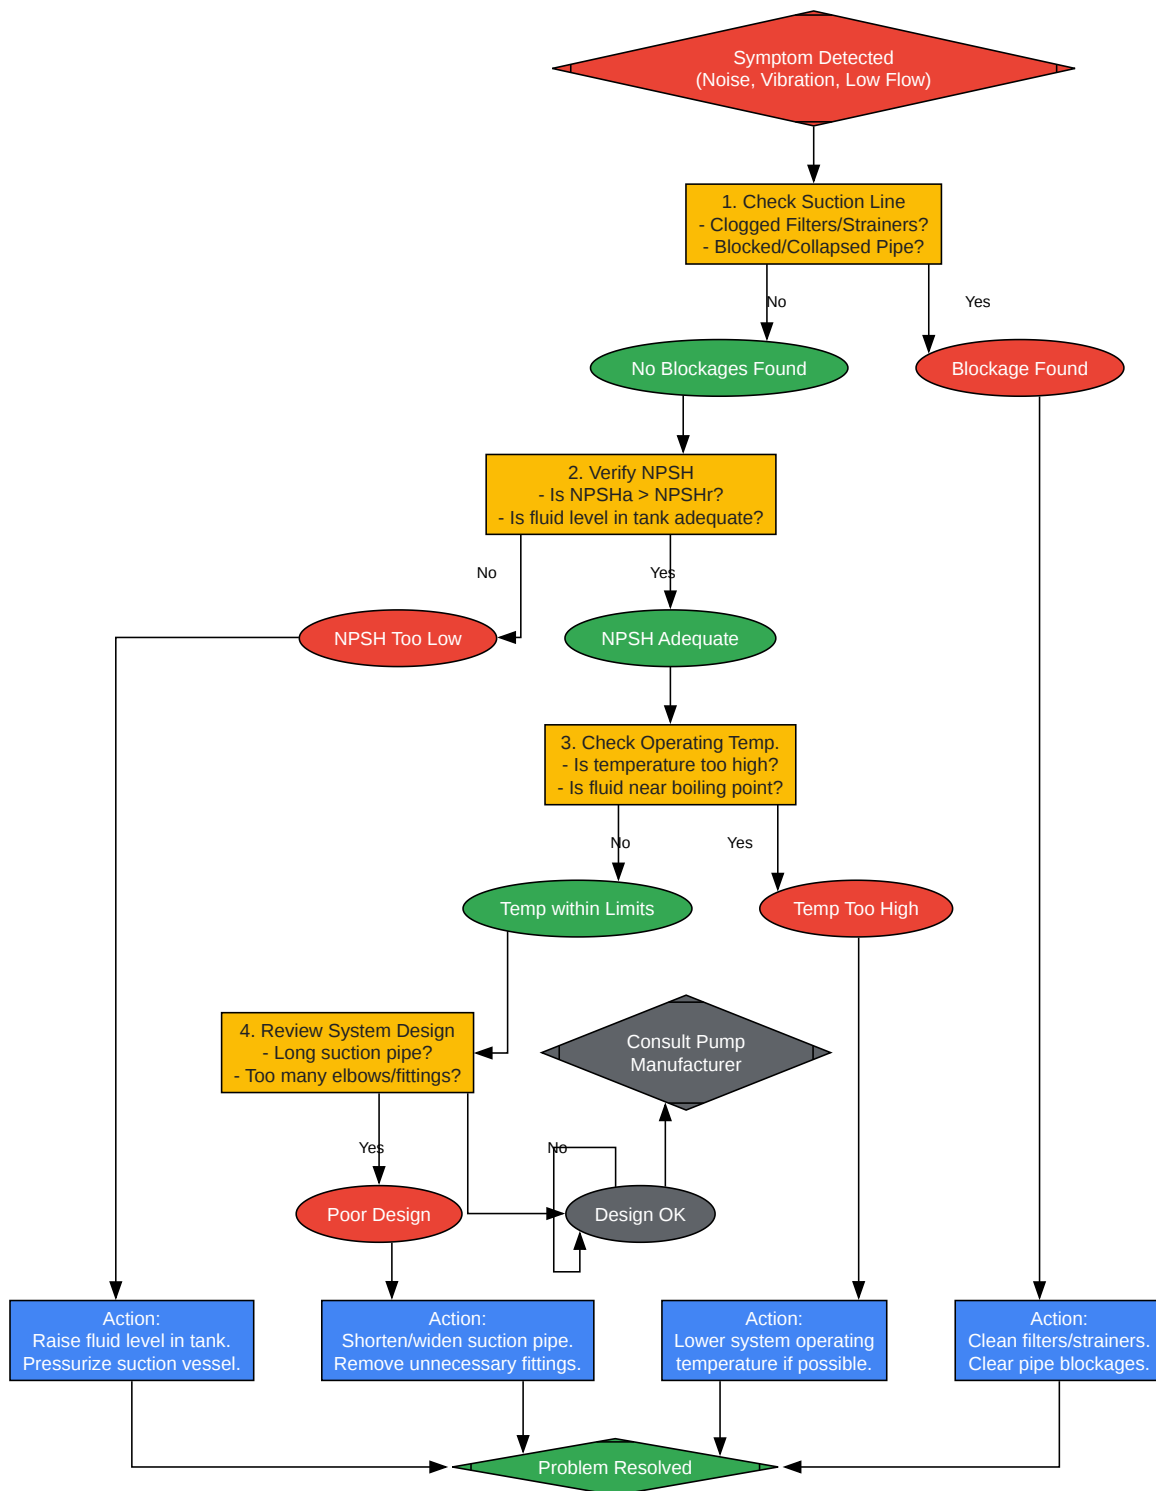 Symptom Detected
(Noise, Vibration, Low Flow)
1. Check Suction Line
- Clogged Filters/Strainers?
- Blocked/Collapsed Pipe?
No
Yes
No Blockages Found
Blockage Found
2. Verify NPSH
- Is NPSHa > NPSHr?
- Is fluid level in tank adequate?
No
Yes
NPSH Too Low
NPSH Adequate
3. Check Operating Temp.
- Is temperature too high?
- Is fluid near boiling point?
No
Yes
Temp within Limits
Temp Too High
4. Review System Design
- Long suction pipe?
- Too many elbows/fittings?
Consult Pump
Manufacturer
Yes
No
Poor Design
Design OK
Action:
Raise fluid level in tank.
Pressurize suction vessel.
Action:
Shorten/widen suction pipe.
Remove unnecessary fittings.
Action:
Lower system operating
temperature if possible.
Action:
Clean filters/strainers.
Clear pipe blockages.
Problem Resolved